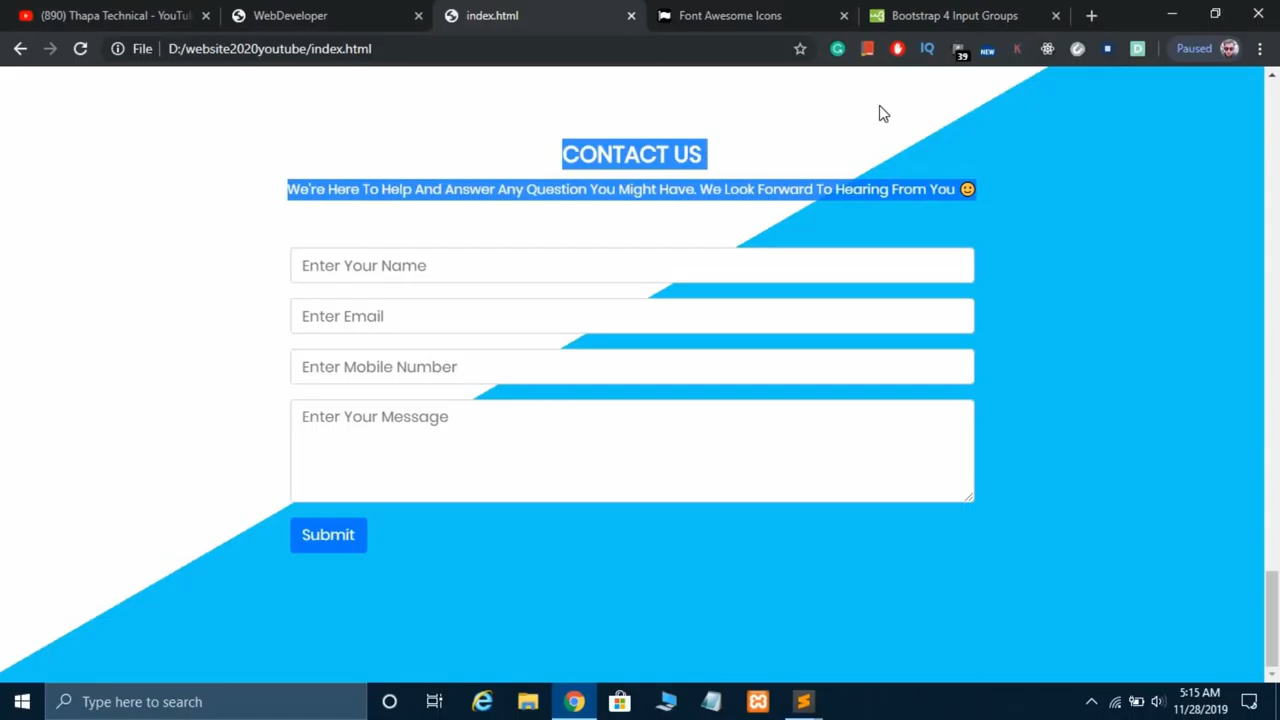 (890) Thapa Technical - YouTu
WebDeveloper
index.html
Font Awesome Icons
Bootstrap 4 Input Groups
File
D:/website2020youtube/index.html
IQ
39
NEW
K
D
Paused
CONTACT US
We're Here To Help And Answer Any Question You Might Have. We Look Forward To Hearing From You 🙂
Enter Your Name
Enter Email
Enter Mobile Number
Enter Your Message
Submit
Type here to search
5:15 AM
11/28/2019